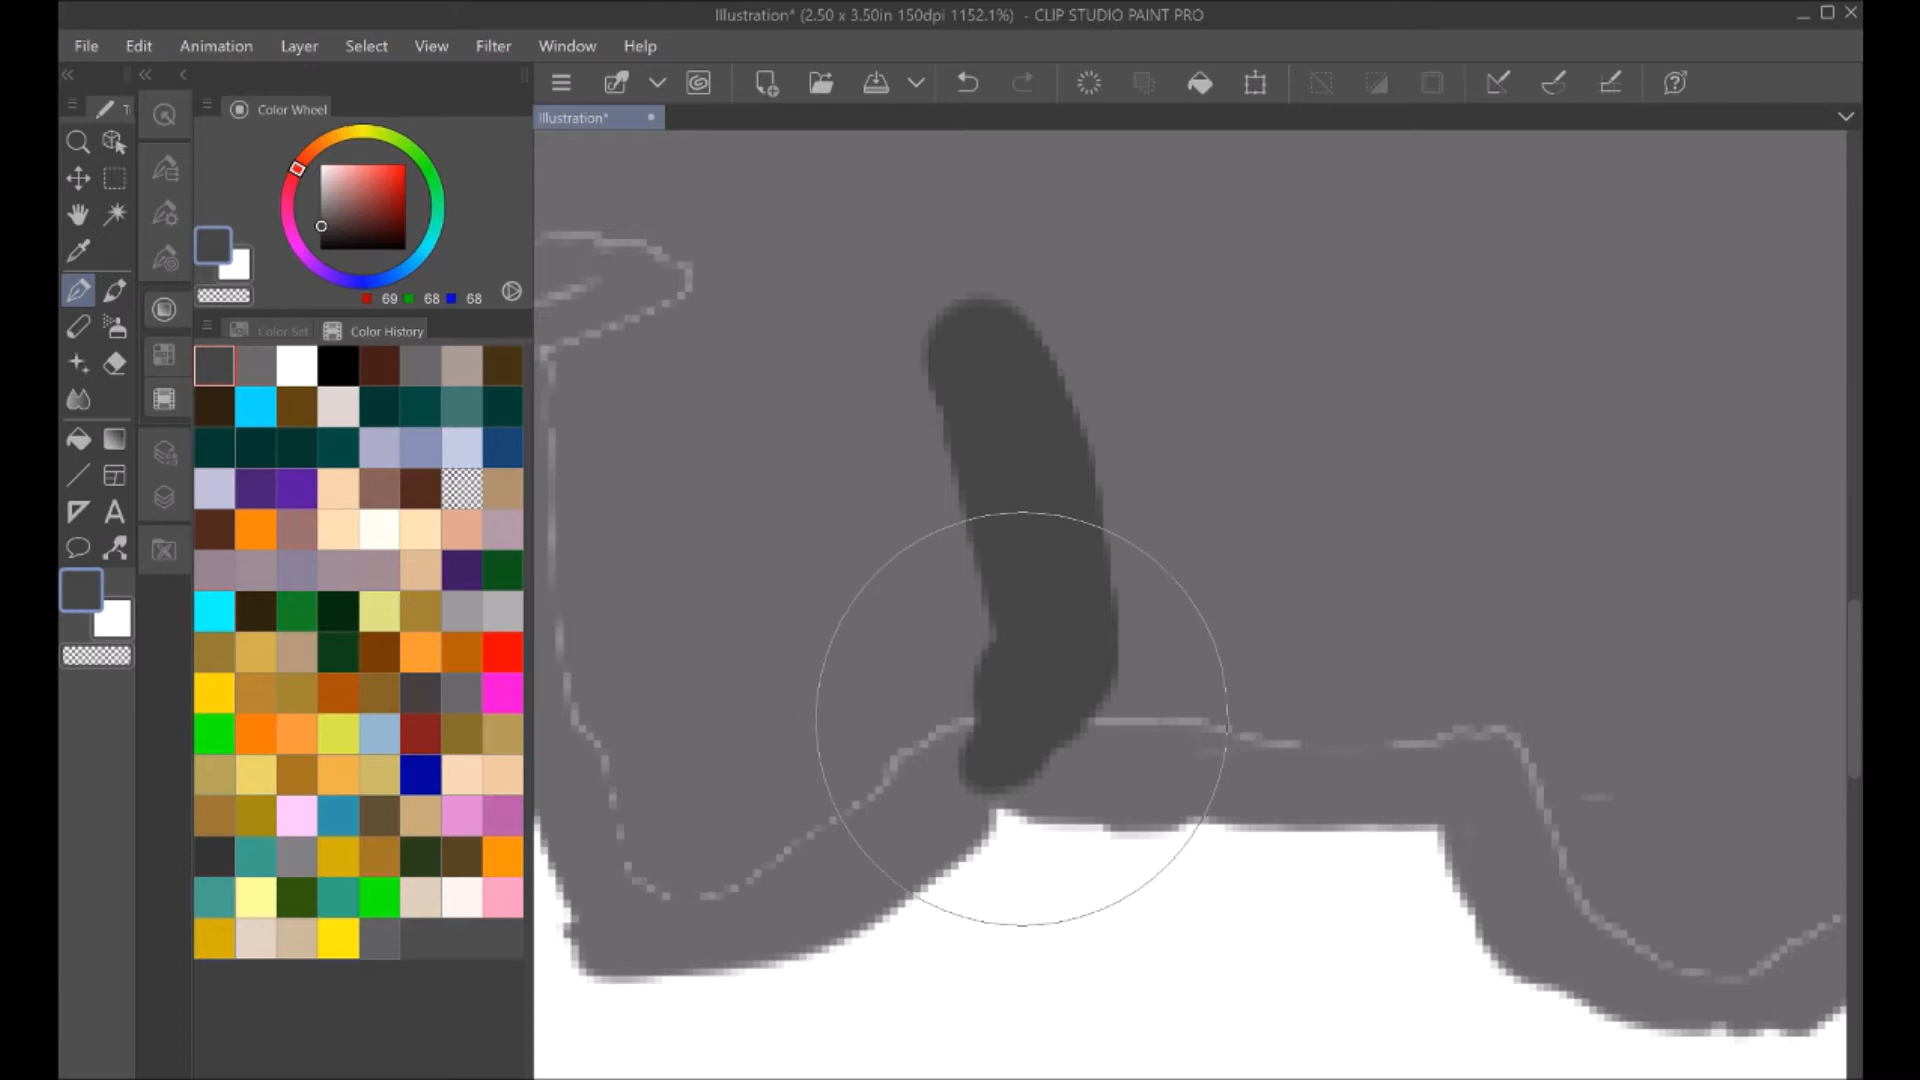 Illustration* (2.50 x 3.50in 150dpi 1152.1%) - CLIP STUDIO PAINT PRO
File Edit Animation Layer Select View Filter Window Help
Color Wheel
Illustration*
69 68 68
Color Set Color History